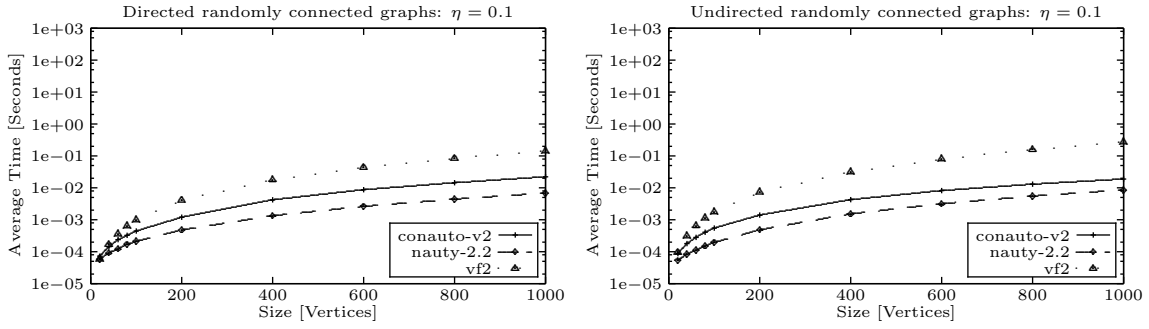 Directed randomly connected graphs: η = 0.1
Average Time [Seconds]
1e+03
1e+02
1e+01
1e+00
1e−01
1e−02
1e−03
1e−04
1e−05
0 200 400 600 800 1000
Size [Vertices]
conauto-v2
nauty-2.2
vf2
Undirected randomly connected graphs: η = 0.1
Average Time [Seconds]
1e+03
1e+02
1e+01
1e+00
1e−01
1e−02
1e−03
1e−04
1e−05
0 200 400 600 800 1000
Size [Vertices]
conauto-v2
nauty-2.2
vf2